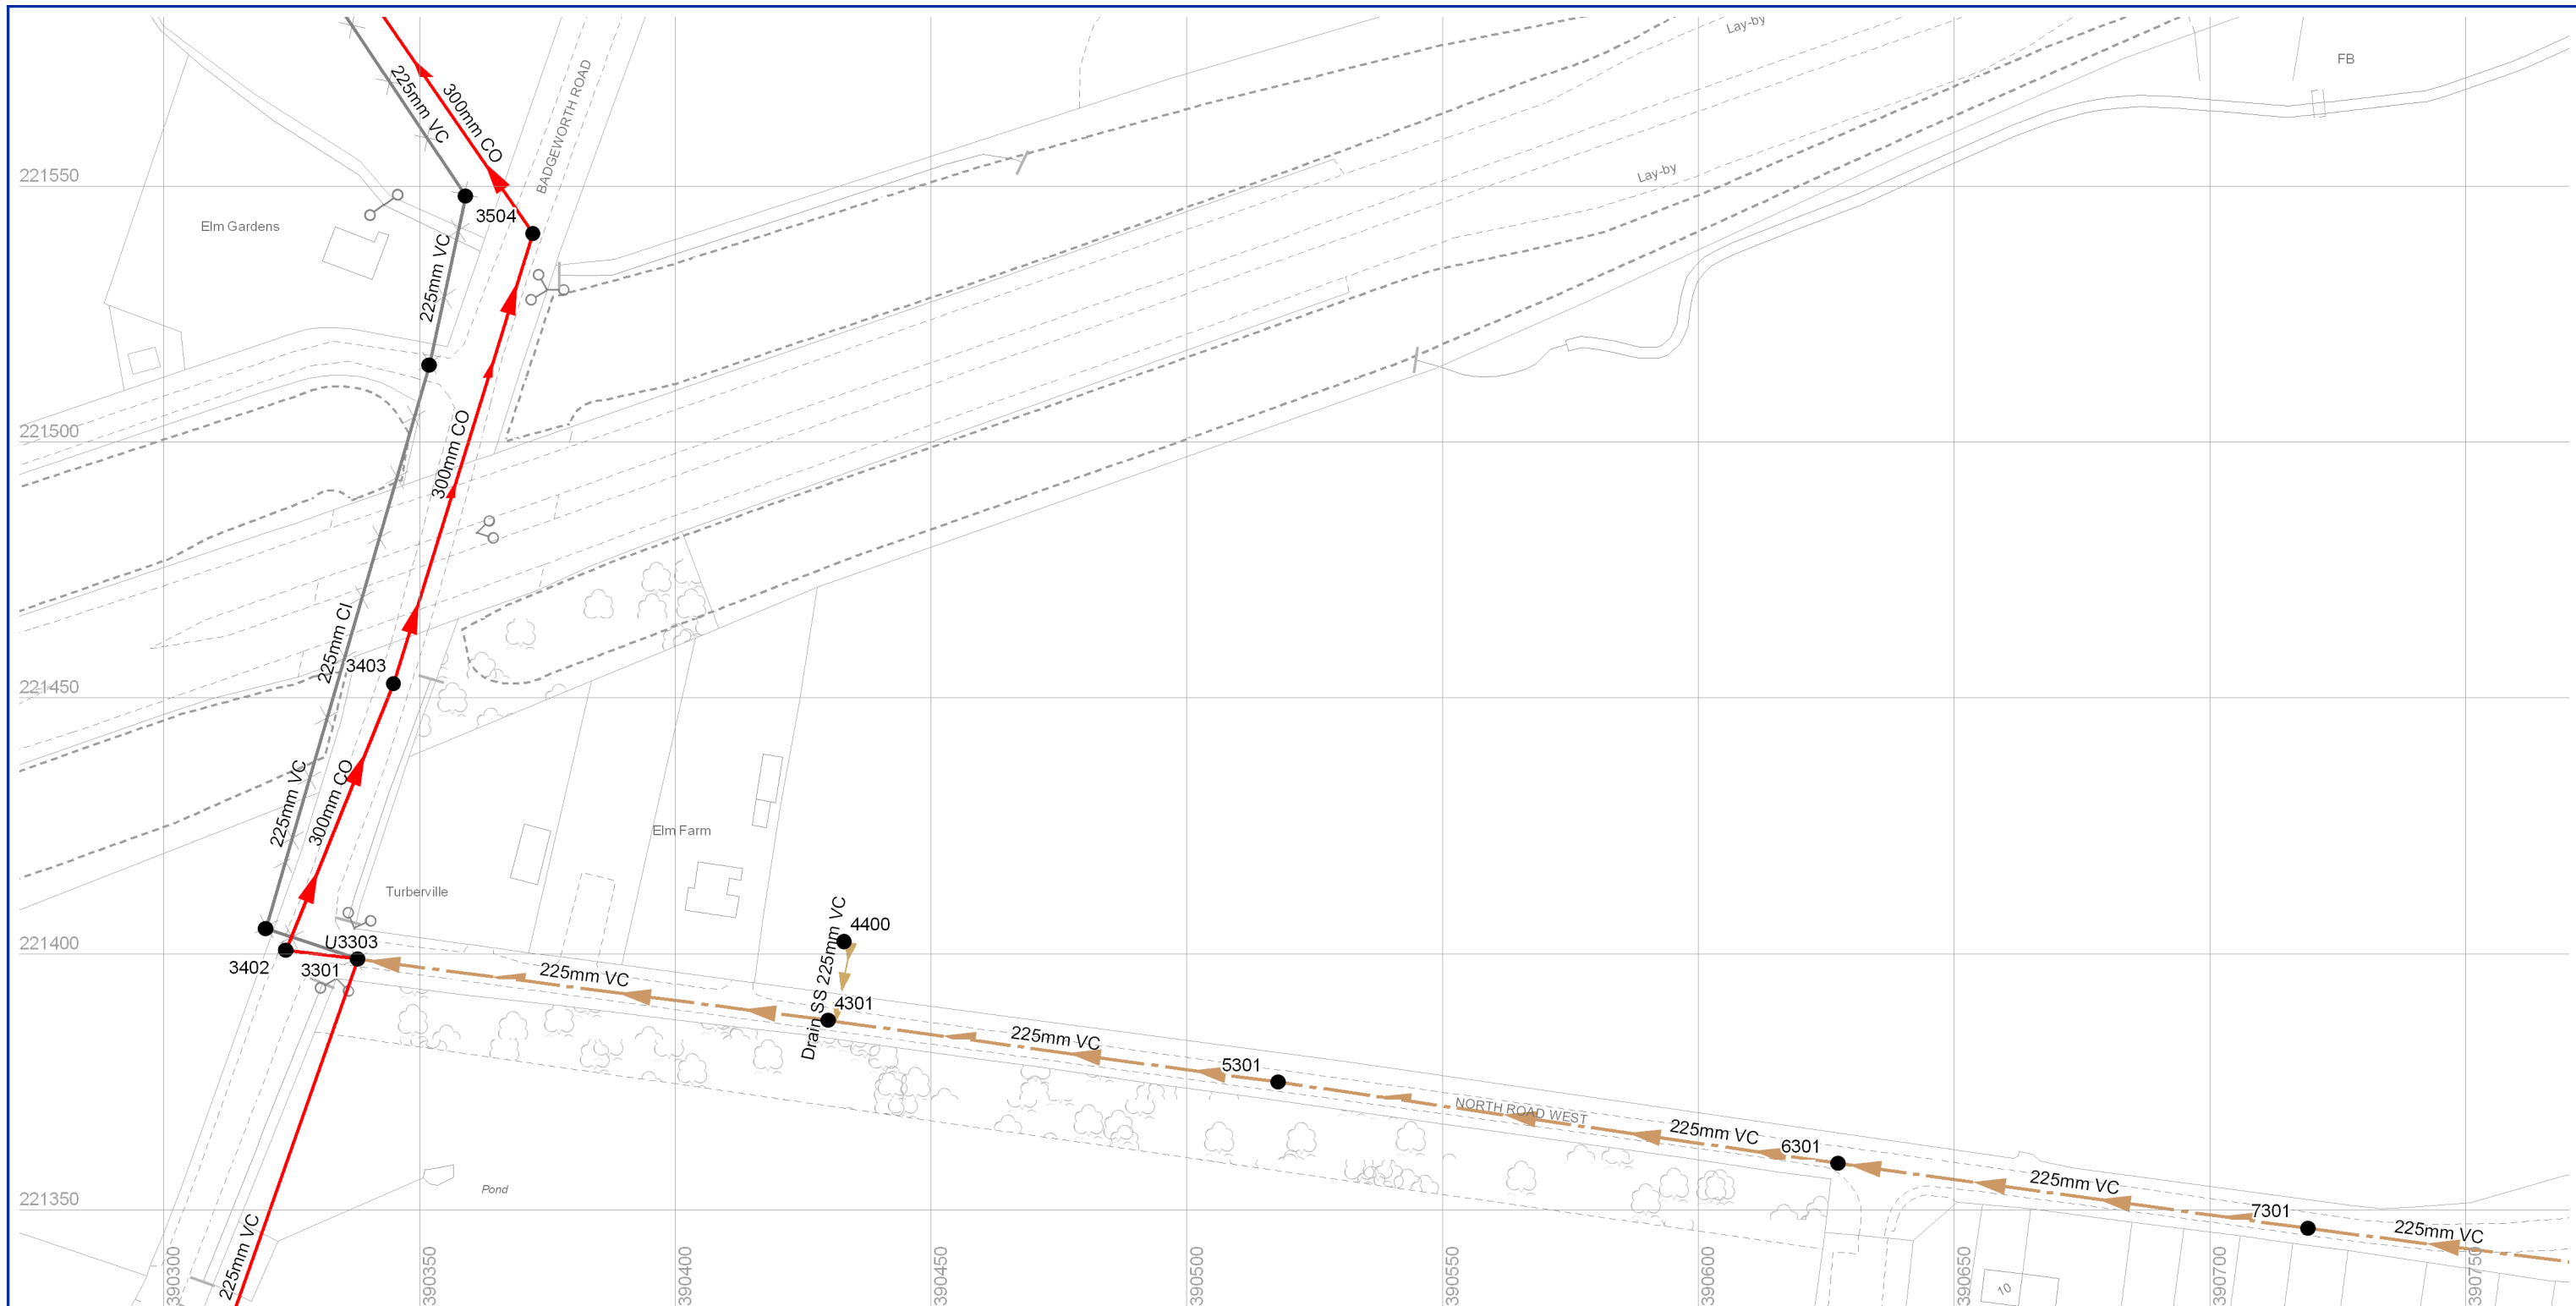 Lay-by
FB
225mm VC
300mm CO
BADGEWORTH ROAD
Lay-by
221550
3504
Elm Gardens
225mm VC
221500
300mm CO
225mm CI
3403
221450
225mm VC
300mm CO
Elm Farm
Turberville
Drain SS 225mm VC
4400
221400
U3303
3402
3301
225mm VC
4301
225mm VC
5301
NORTH ROAD WEST
225mm VC
6301
225mm VC
Pond
221350
7301
225mm VC
225mm VC
390300
390350
390400
390450
390500
390550
390600
390650
390700
390750
10